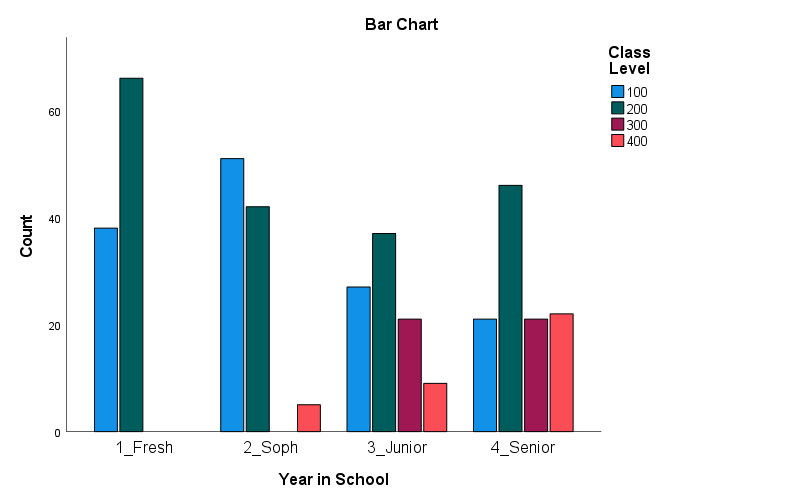 Bar Chart
Class
Level
100
200
300
400
60
40
20
0
Count
1_Fresh
2_Soph
3_Junior
4_Senior
Year in School